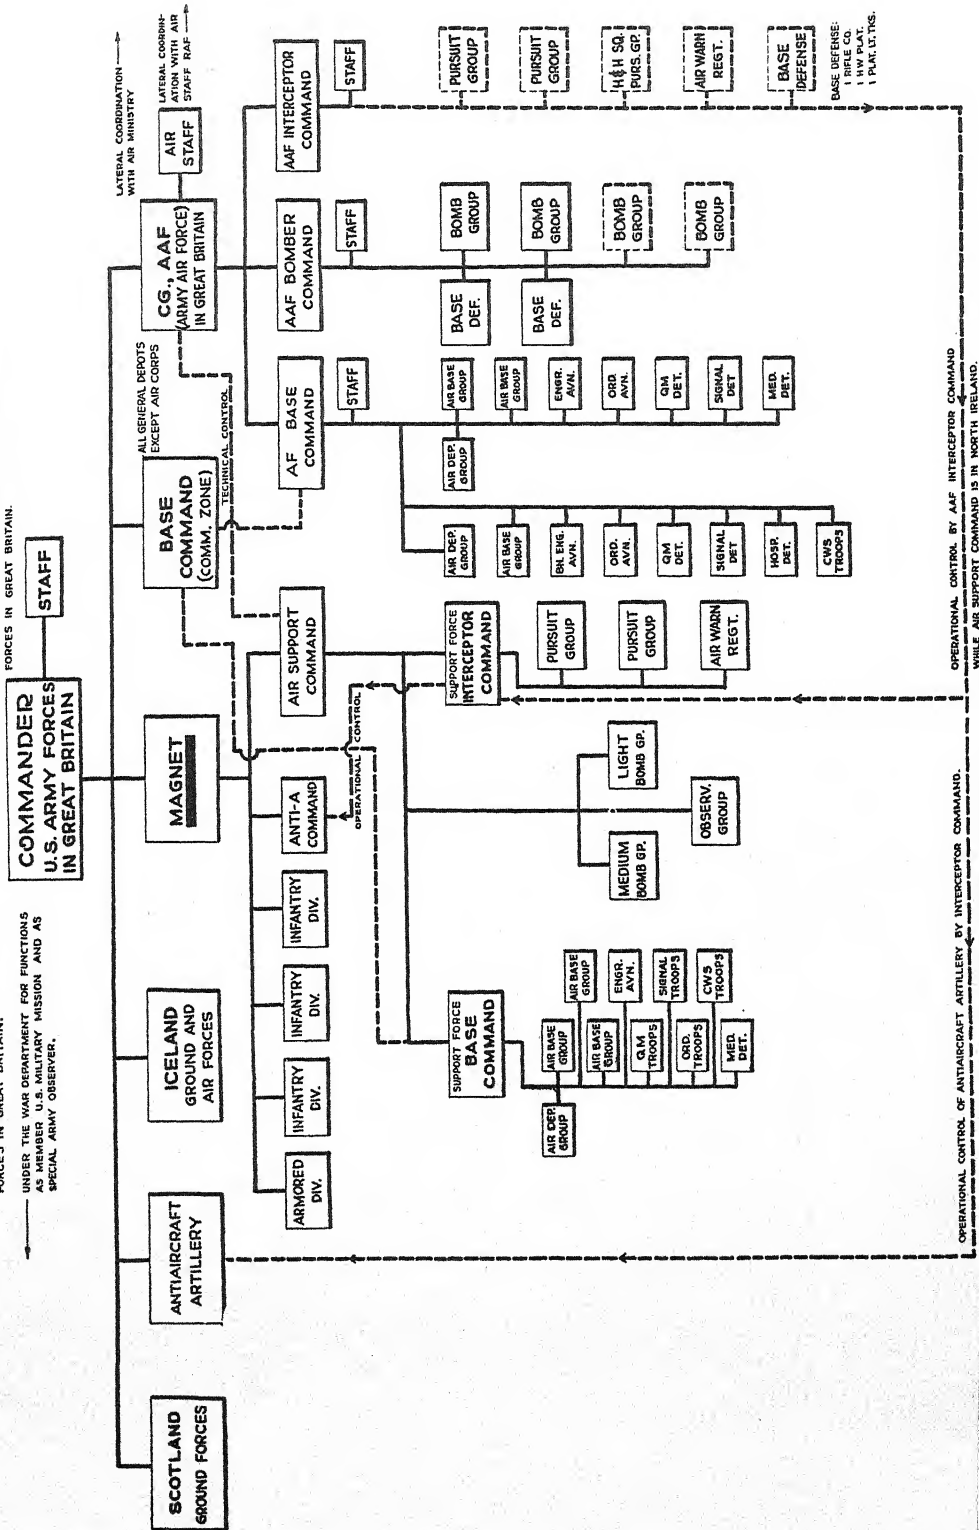 FORCES IN GREAT BRITAIN.
UNDER THE WAR DEPARTMENT FOR FUNCTIONS
AS MEMBER U.S. MILITARY MISSION AND AS
SPECIAL ARMY OBSERVER.
COMMANDER
U.S. ARMY FORCES
IN GREAT BRITAIN
STAFF
FORCES IN GREAT BRITAIN.
SCOTLAND
GROUND FORCES
ANTIAIRCRAFT
ARTILLERY
ICELAND
GROUND AND
AIR FORCES
MAGNET
BASE
COMMAND
(COMM. ZONE)
ALL GENERAL DEPOTS
EXCEPT AIR CORPS
CG., AAF
(ARMY AIR FORCE)
IN GREAT BRITAIN
LATERAL COORDINATION
WITH AIR MINISTRY
AIR
STAFF
LATERAL COORDIN-
ATION WITH AIR
STAFF RAF
TECHNICAL CONTROL
ARMORED
DIV.
INFANTRY
DIV.
INFANTRY
DIV.
INFANTRY
DIV.
ANTI-A
COMMAND
AIR SUPPORT
COMMAND
AF BASE
COMMAND
AAF BOMBER
COMMAND
AAF INTERCEPTOR
COMMAND
STAFF
STAFF
STAFF
OPERATIONAL CONTROL
SUPPORT FORCE
BASE
COMMAND
SUPPORT FORCE
INTERCEPTOR
COMMAND
AIR DEP.
GROUP
AIR BASE
GROUP
AIR BASE
GROUP
AIR BASE
GROUP
ENGR.
AVN.
Q.M
TROOPS
SIGNAL
TROOPS
ORD.
TROOPS
CWS
TROOPS
MED.
DET.
MEDIUM
BOMB GP.
LIGHT
BOMB GP.
OBSERV.
GROUP
PURSUIT
GROUP
PURSUIT
GROUP
AIR WARN
REGT.
AIR DEP.
GROUP
AIR BASE
GROUP
BN. ENG.
AVN.
ORD.
AVN.
QM
DET.
SIGNAL
DET
HOSP.
DET.
CWS
TROOPS
AIR DEP.
GROUP
AIR BASE
GROUP
AIR BASE
GROUP
ENGR.
AVN.
ORD.
AVN.
QM
DET.
SIGNAL
DET
MED.
DET.
BASE
DEF.
BOMB
GROUP
BASE
DEF.
BOMB
GROUP
BOMB
GROUP
BOMB
GROUP
PURSUIT
GROUP
PURSUIT
GROUP
H&H SQ.
PURS. GP.
AIR WARN
REGT.
BASE
DEFENSE
BASE DEFENSE:
1 RIFLE CO.
1 HW PLAT.
1 PLAT. LT. TKS.
OPERATIONAL CONTROL OF ANTIAIRCRAFT ARTILLERY BY INTERCEPTOR COMMAND.
OPERATIONAL CONTROL BY AAF INTERCEPTOR COMMAND
WHILE AIR SUPPORT COMMAND IS IN NORTH IRELAND.